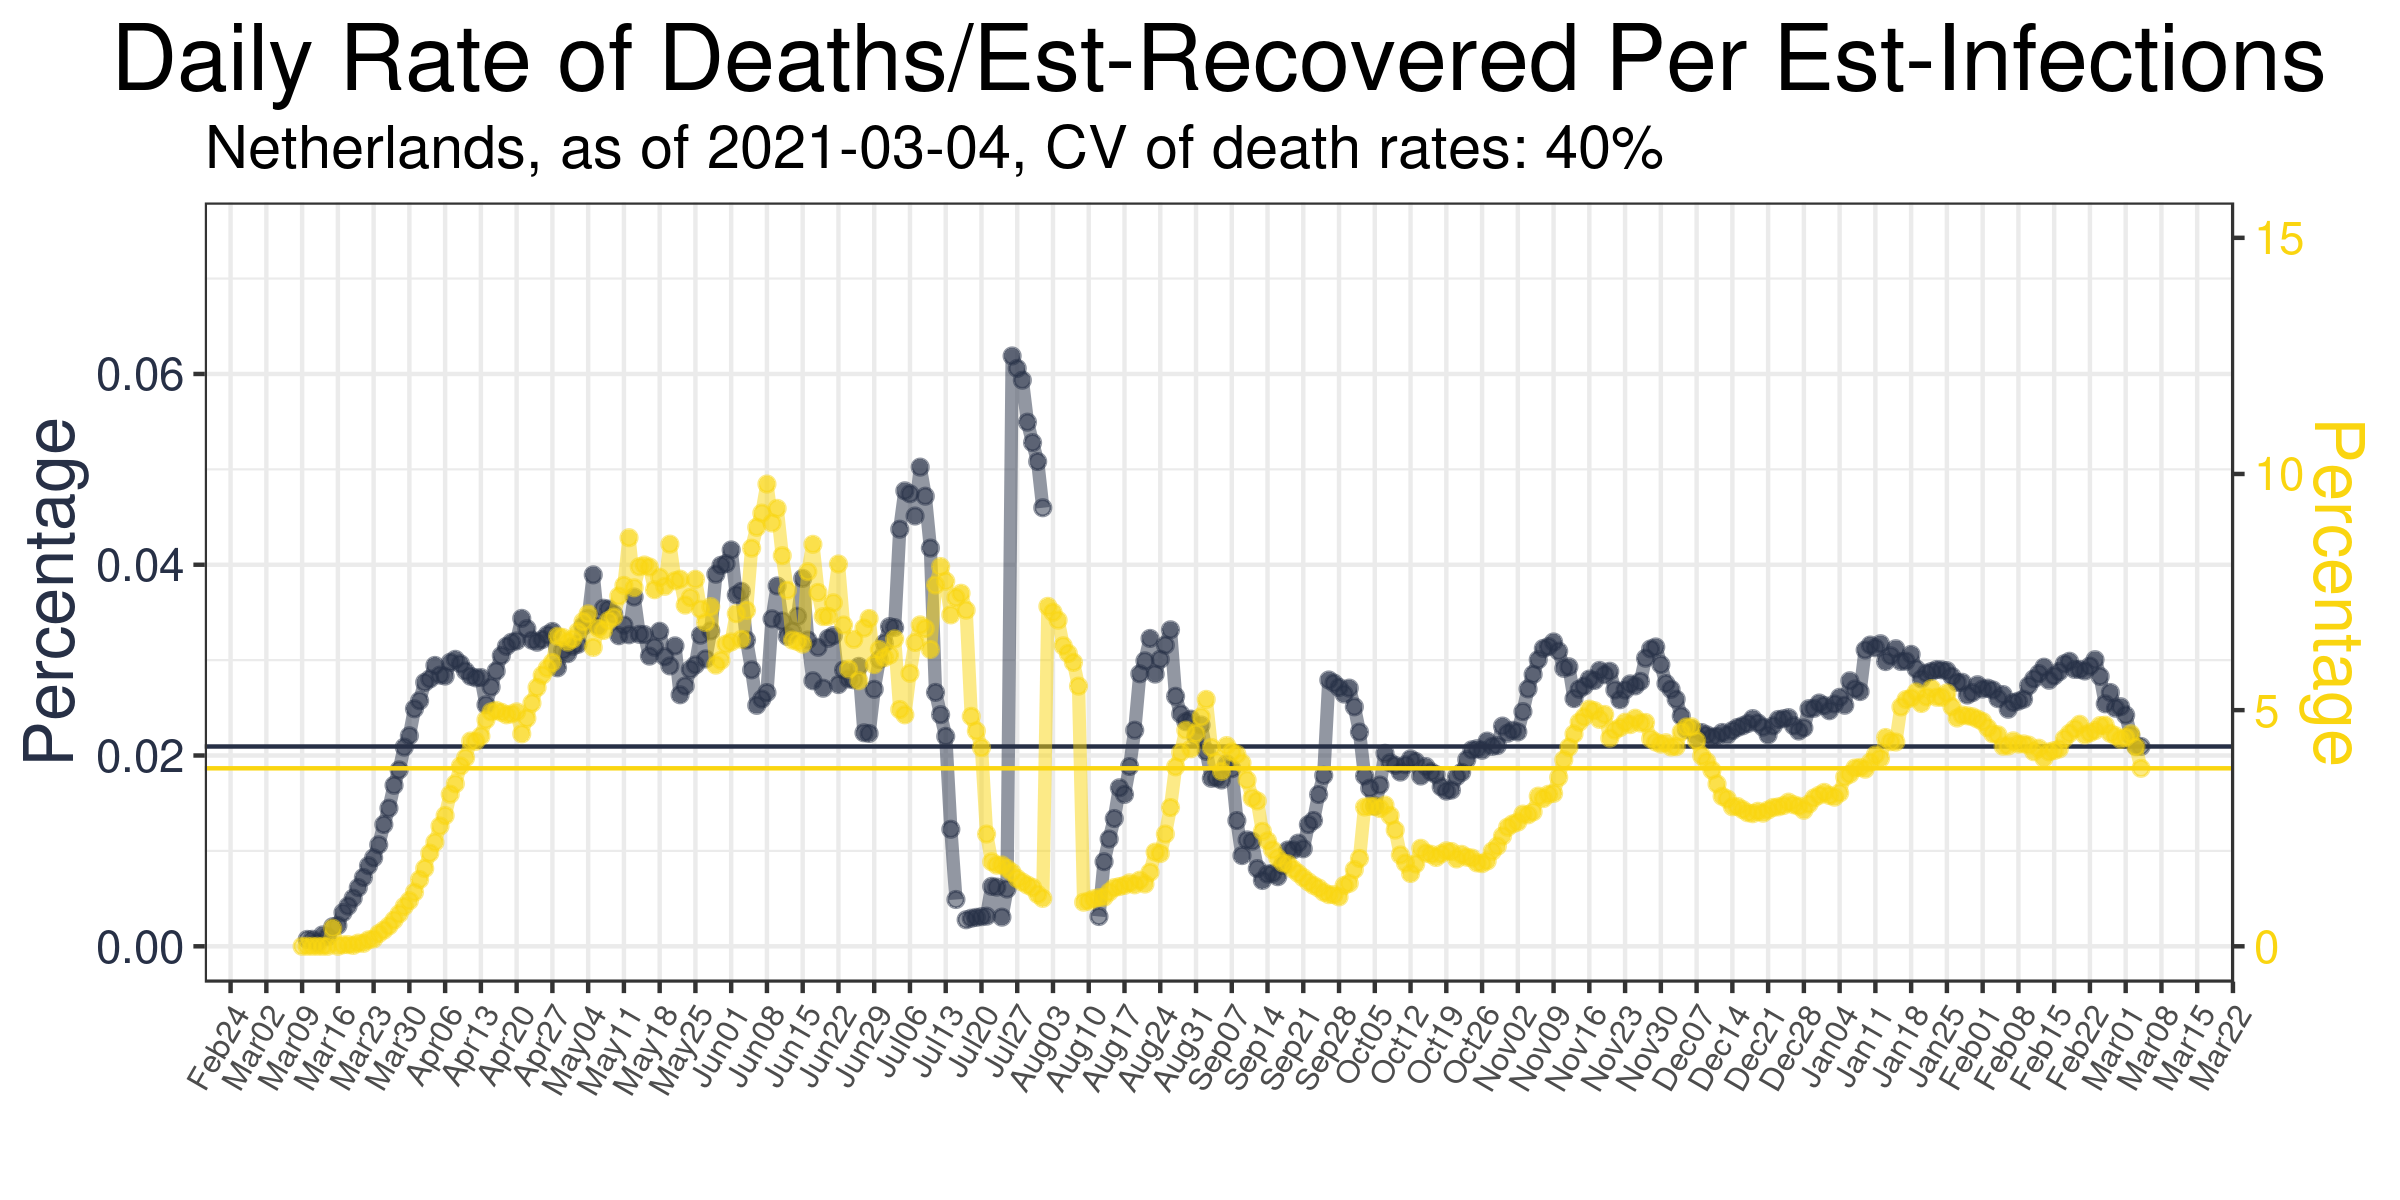 Daily Rate of Deaths/Est-Recovered Per Est-Infections
Netherlands, as of 2021-03-04, CV of death rates: 40%
Percentage
0.06
0.04
0.02
0.00
15
10
5
0
Percentage
Feb24 Mar02 Mar09 Mar16 Mar23 Mar30 Apr06 Apr13 Apr20 Apr27 May04 May11 May18 May25 Jun01 Jun08 Jun15 Jun22 Jun29 Jul06 Jul13 Jul20 Jul27 Aug03 Aug10 Aug17 Aug24 Aug31 Sep07 Sep14 Sep21 Sep28 Oct05 Oct12 Oct19 Oct26 Nov02 Nov09 Nov16 Nov23 Nov30 Dec07 Dec14 Dec21 Dec28 Dec04 Jan11 Jan18 Jan25 Feb01 Feb08 Feb15 Feb22 Mar01 Mar08 Mar15 Mar22